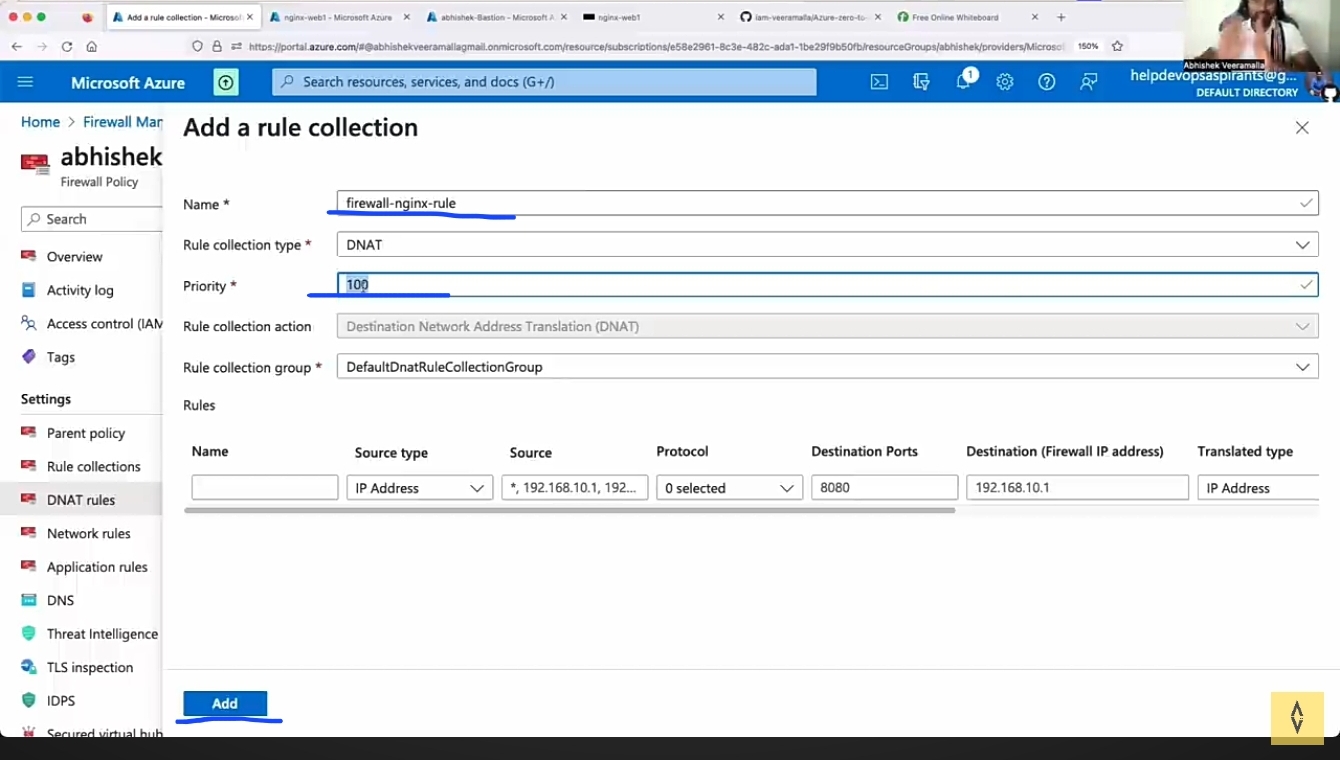 Add a rule collection - Microsof
nginx-web1 - Microsoft Azure
abhishek-Bastion - Microsoft A
nginx-web1
iam-veeramalla/Azure-zero-to-
Free Online Whiteboard
https://portal.azure.com/#@abhishekveeramallagmail.onmicrosoft.com/resource/subscriptions/e58e2961-8c3e-482c-ada1-1be29f9b50fb/resourceGroups/abhishek/providers/Microso
150%
Abhishek Veeramalla
Microsoft Azure
Search resources, services, and docs (G+/)
1
helpdevopsaspirants@g...
DEFAULT DIRECTORY
Home > Firewall Man
abhishek
Firewall Policy
Search
Overview
Activity log
Access control (IAM
Tags
Settings
Parent policy
Rule collections
DNAT rules
Network rules
Application rules
DNS
Threat Intelligence
TLS inspection
IDPS
Secured virtual hub
Add a rule collection
Name * firewall-nginx-rule
Rule collection type * DNAT
Priority * 100
Rule collection action Destination Network Address Translation (DNAT)
Rule collection group * DefaultDnatRuleCollectionGroup
Rules
Name Source type Source Protocol Destination Ports Destination (Firewall IP address) Translated type
IP Address *, 192.168.10.1, 192... 0 selected 8080 192.168.10.1 IP Address
Add